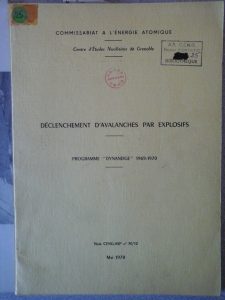 COMMISSARIAT A L'ENERGIE ATOMIQUE
Centre d'Etudes Nucléaires de Grenoble
DÉCLENCHEMENT D'AVALANCHES PAR EXPLOSIFS
PROGRAMME "DYNANEIGE" 1969-1970
Mai 1970